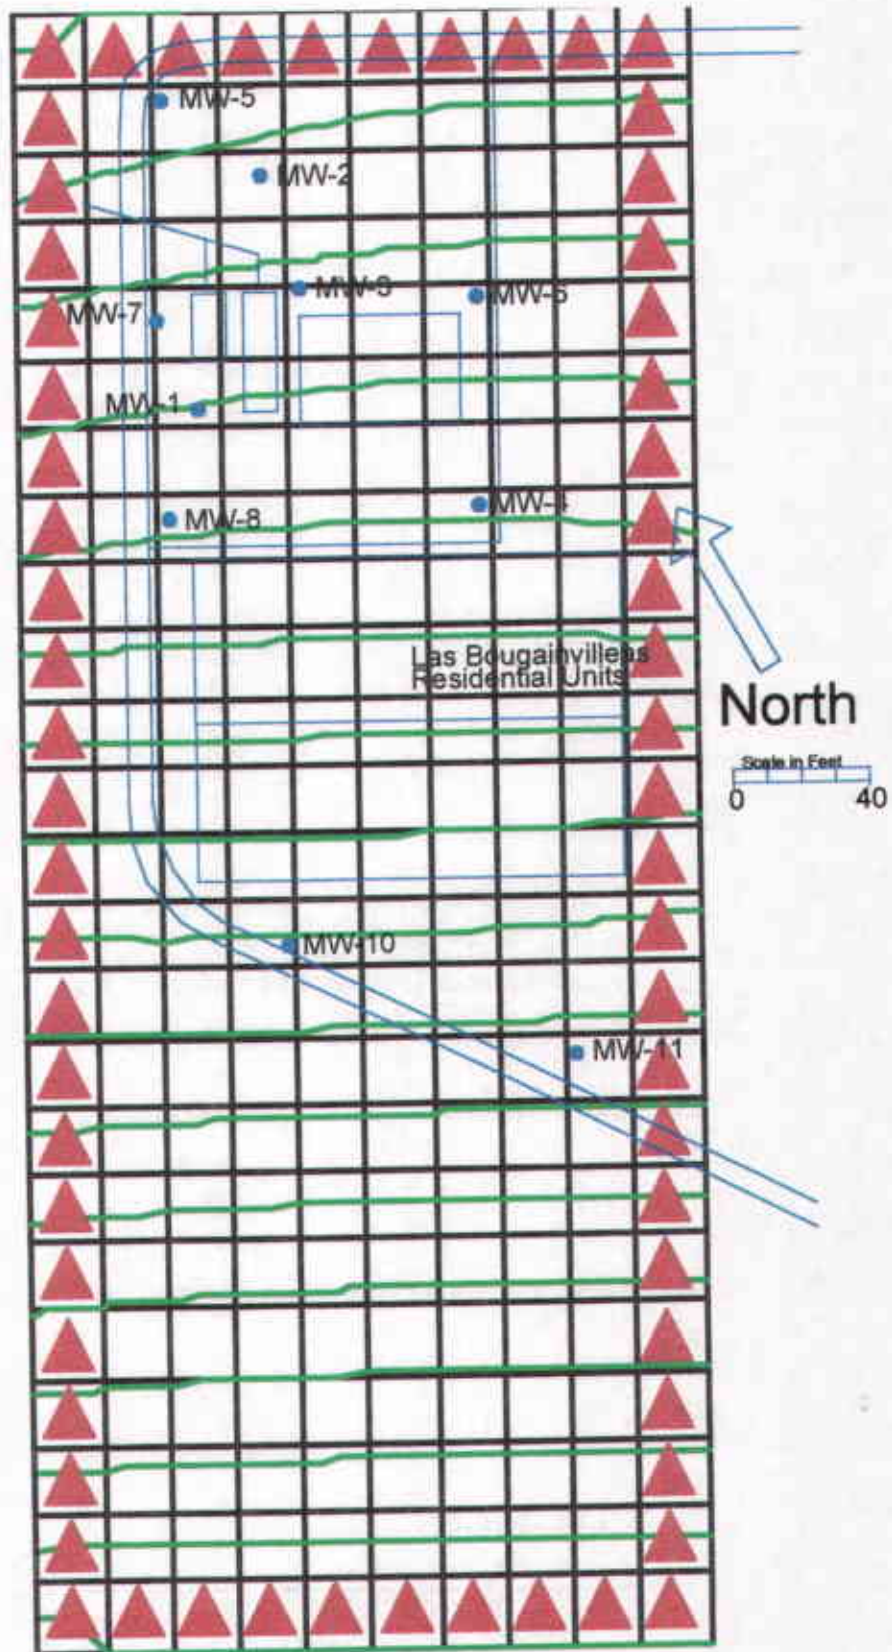 MW-5
MW-2
MW-3
MW-6
MW-7
MW-1
MW-4
MW-8
Las Bougainvilleas
Residential Units
North
Scale in Feet
0 40
MW-10
MW-11